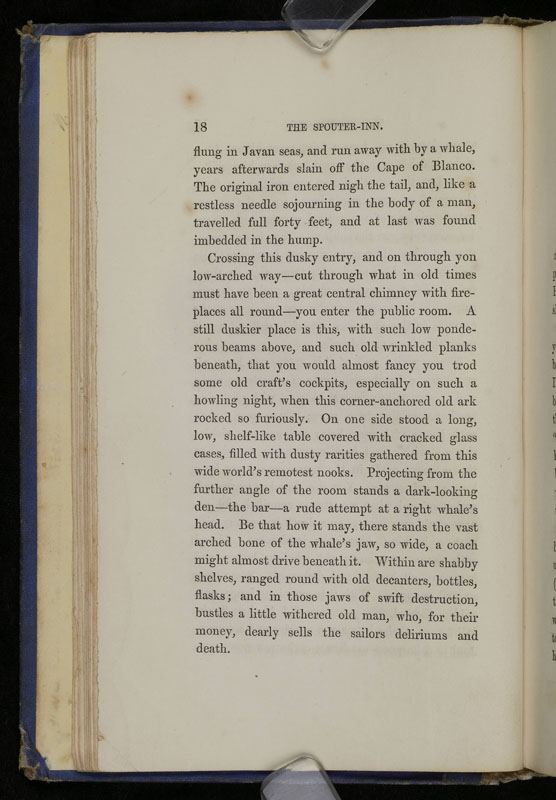 18 THE SPOUTER-INN.
flung in Javan seas, and run away with by a whale,
years afterwards slain off the Cape of Blanco.
The original iron entered nigh the tail, and, like a
restless needle sojourning in the body of a man,
travelled full forty feet, and at last was found
imbedded in the hump.
Crossing this dusky entry, and on through yon
low-arched way—cut through what in old times
must have been a great central chimney with fire-
places all round—you enter the public room. A
still duskier place is this, with such low ponde-
rous beams above, and such old wrinkled planks
beneath, that you would almost fancy you trod
some old craft's cockpits, especially on such a
howling night, when this corner-anchored old ark
rocked so furiously. On one side stood a long,
low, shelf-like table covered with cracked glass
cases, filled with dusty rarities gathered from this
wide world's remotest nooks. Projecting from the
further angle of the room stands a dark-looking
den—the bar—a rude attempt at a right whale's
head. Be that how it may, there stands the vast
arched bone of the whale's jaw, so wide, a coach
might almost drive beneath it. Within are shabby
shelves, ranged round with old decanters, bottles,
flasks; and in those jaws of swift destruction,
bustles a little withered old man, who, for their
money, dearly sells the sailors deliriums and
death.